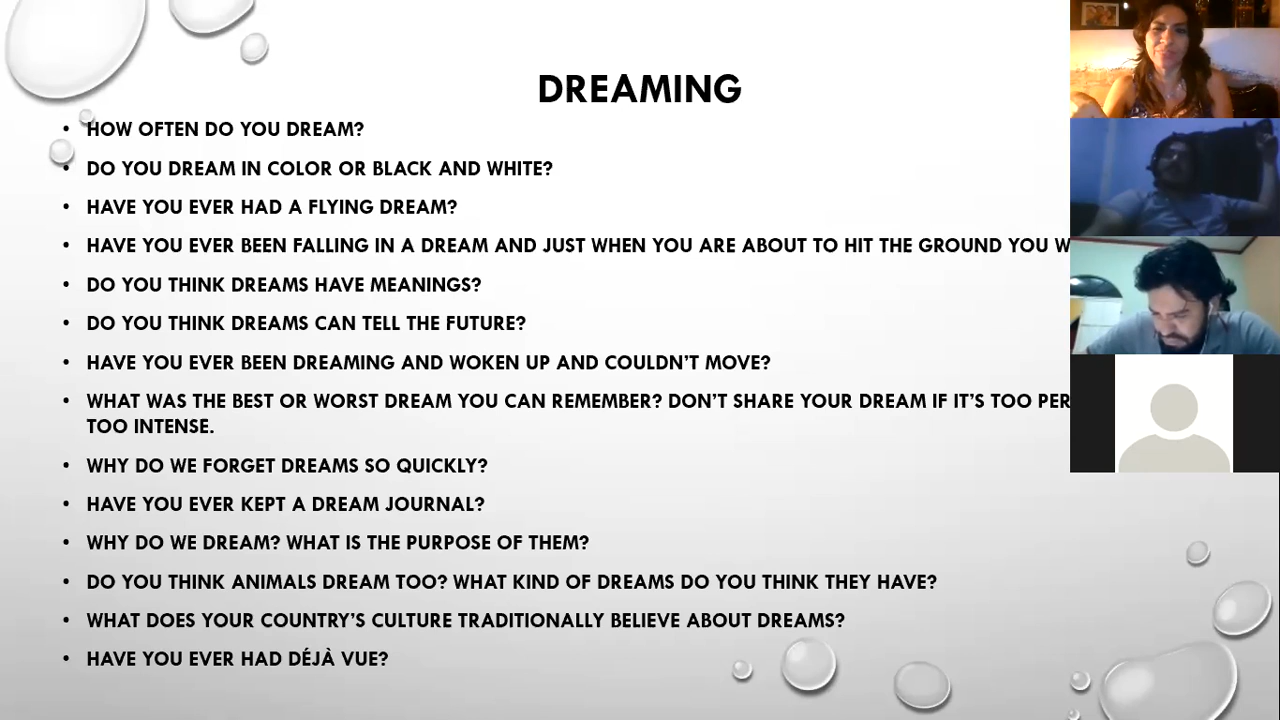 DREAMING
• HOW OFTEN DO YOU DREAM?
• DO YOU DREAM IN COLOR OR BLACK AND WHITE?
• HAVE YOU EVER HAD A FLYING DREAM?
• HAVE YOU EVER BEEN FALLING IN A DREAM AND JUST WHEN YOU ARE ABOUT TO HIT THE GROUND YOU
• DO YOU THINK DREAMS HAVE MEANINGS?
• DO YOU THINK DREAMS CAN TELL THE FUTURE?
• HAVE YOU EVER BEEN DREAMING AND WOKEN UP AND COULDN'T MOVE?
• WHAT WAS THE BEST OR WORST DREAM YOU CAN REMEMBER? DON'T SHARE YOUR DREAM IF IT'S TOO
TOO INTENSE.
• WHY DO WE FORGET DREAMS SO QUICKLY?
• HAVE YOU EVER KEPT A DREAM JOURNAL?
• WHY DO WE DREAM? WHAT IS THE PURPOSE OF THEM?
• DO YOU THINK ANIMALS DREAM TOO? WHAT KIND OF DREAMS DO YOU THINK THEY HAVE?
• WHAT DOES YOUR COUNTRY'S CULTURE TRADITIONALLY BELIEVE ABOUT DREAMS?
• HAVE YOU EVER HAD DÉJÀ VUE?